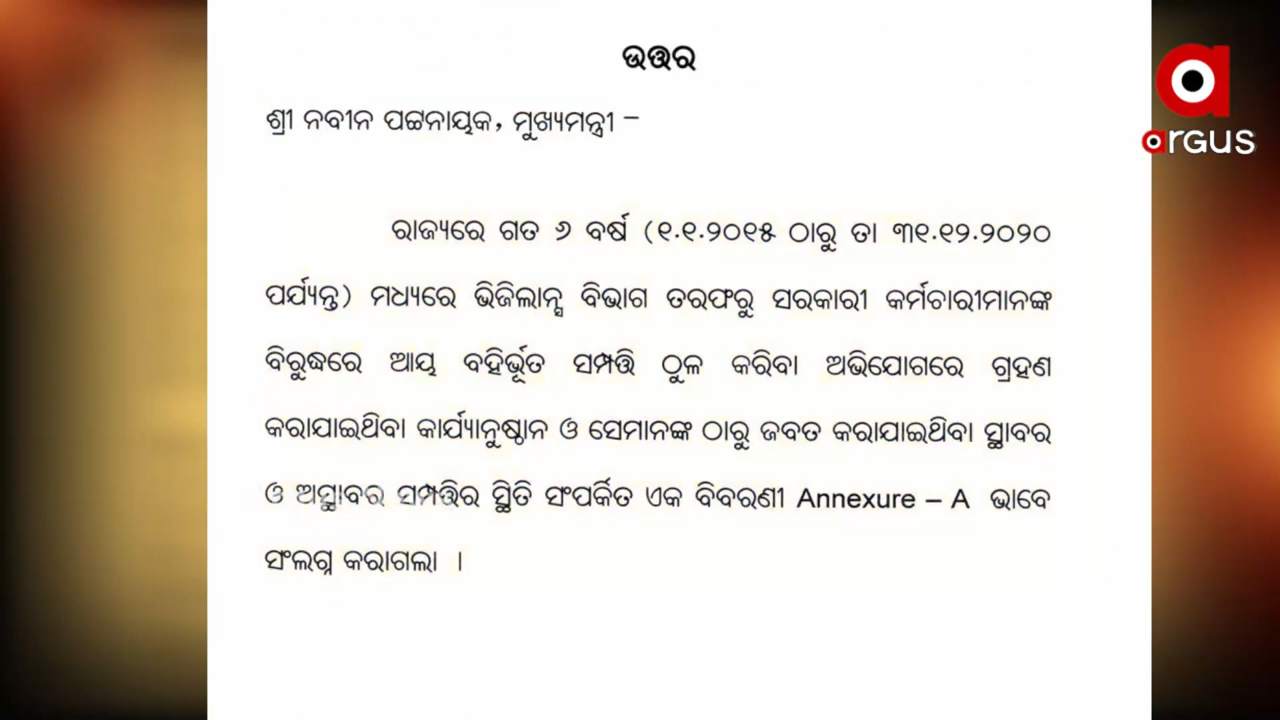 ଉତ୍ତର
ଶ୍ରୀ ନବୀନ ପଟ୍ଟନାୟକ, ମୁଖ୍ୟମନ୍ତ୍ରୀ –
ରାଜ୍ୟରେ ଗତ ୬ ବର୍ଷ (୧.୧.୨୦୧୫ ଠାରୁ ତା ୩୧.୧୨.୨୦୨୦
ପର୍ଯ୍ୟନ୍ତ) ମଧ୍ୟରେ ଭିଜିଲାନ୍ସ ବିଭାଗ ତରଫରୁ ସରକାରୀ କର୍ମଚାରୀମାନଙ୍କ
ବିରୁଦ୍ଧରେ ଆୟ ବହିର୍ଭୂତ ସମ୍ପତ୍ତି ଠୁଳ କରିବା ଅଭିଯୋଗରେ ଗ୍ରହଣ
କରାଯାଇଥିବା କାର୍ଯ୍ୟାନୁଷ୍ଠାନ ଓ ସେମାନଙ୍କ ଠାରୁ ଜବତ କରାଯାଇଥିବା ସ୍ଥାବର
ଓ ଅସ୍ଥାବର ସମ୍ପତ୍ତିର ସ୍ଥିତି ସଂପର୍କିତ ଏକ ବିବରଣୀ Annexure – A ଭାବେ
ସଂଲଗ୍ନ କରାଗଲା ।
argus